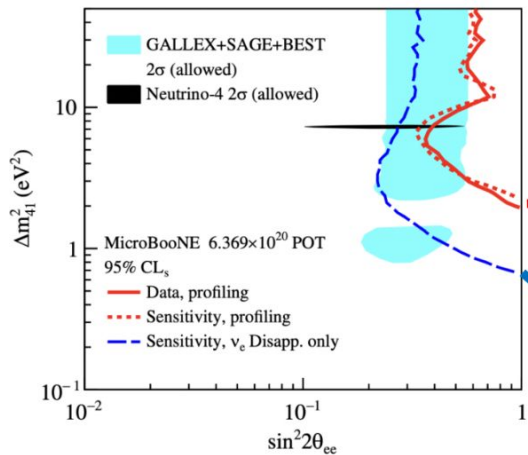 GALLEX+SAGE+BEST
2σ (allowed)
Neutrino-4 2σ (allowed)
10
1
10⁻¹
Δm²₄₁ (eV²)
MicroBooNE 6.369×10²⁰ POT
95% CLₛ
Data, profiling
Sensitivity, profiling
Sensitivity, νₑ Disapp. only
10⁻² 10⁻¹ 1
sin²2θₑₑ